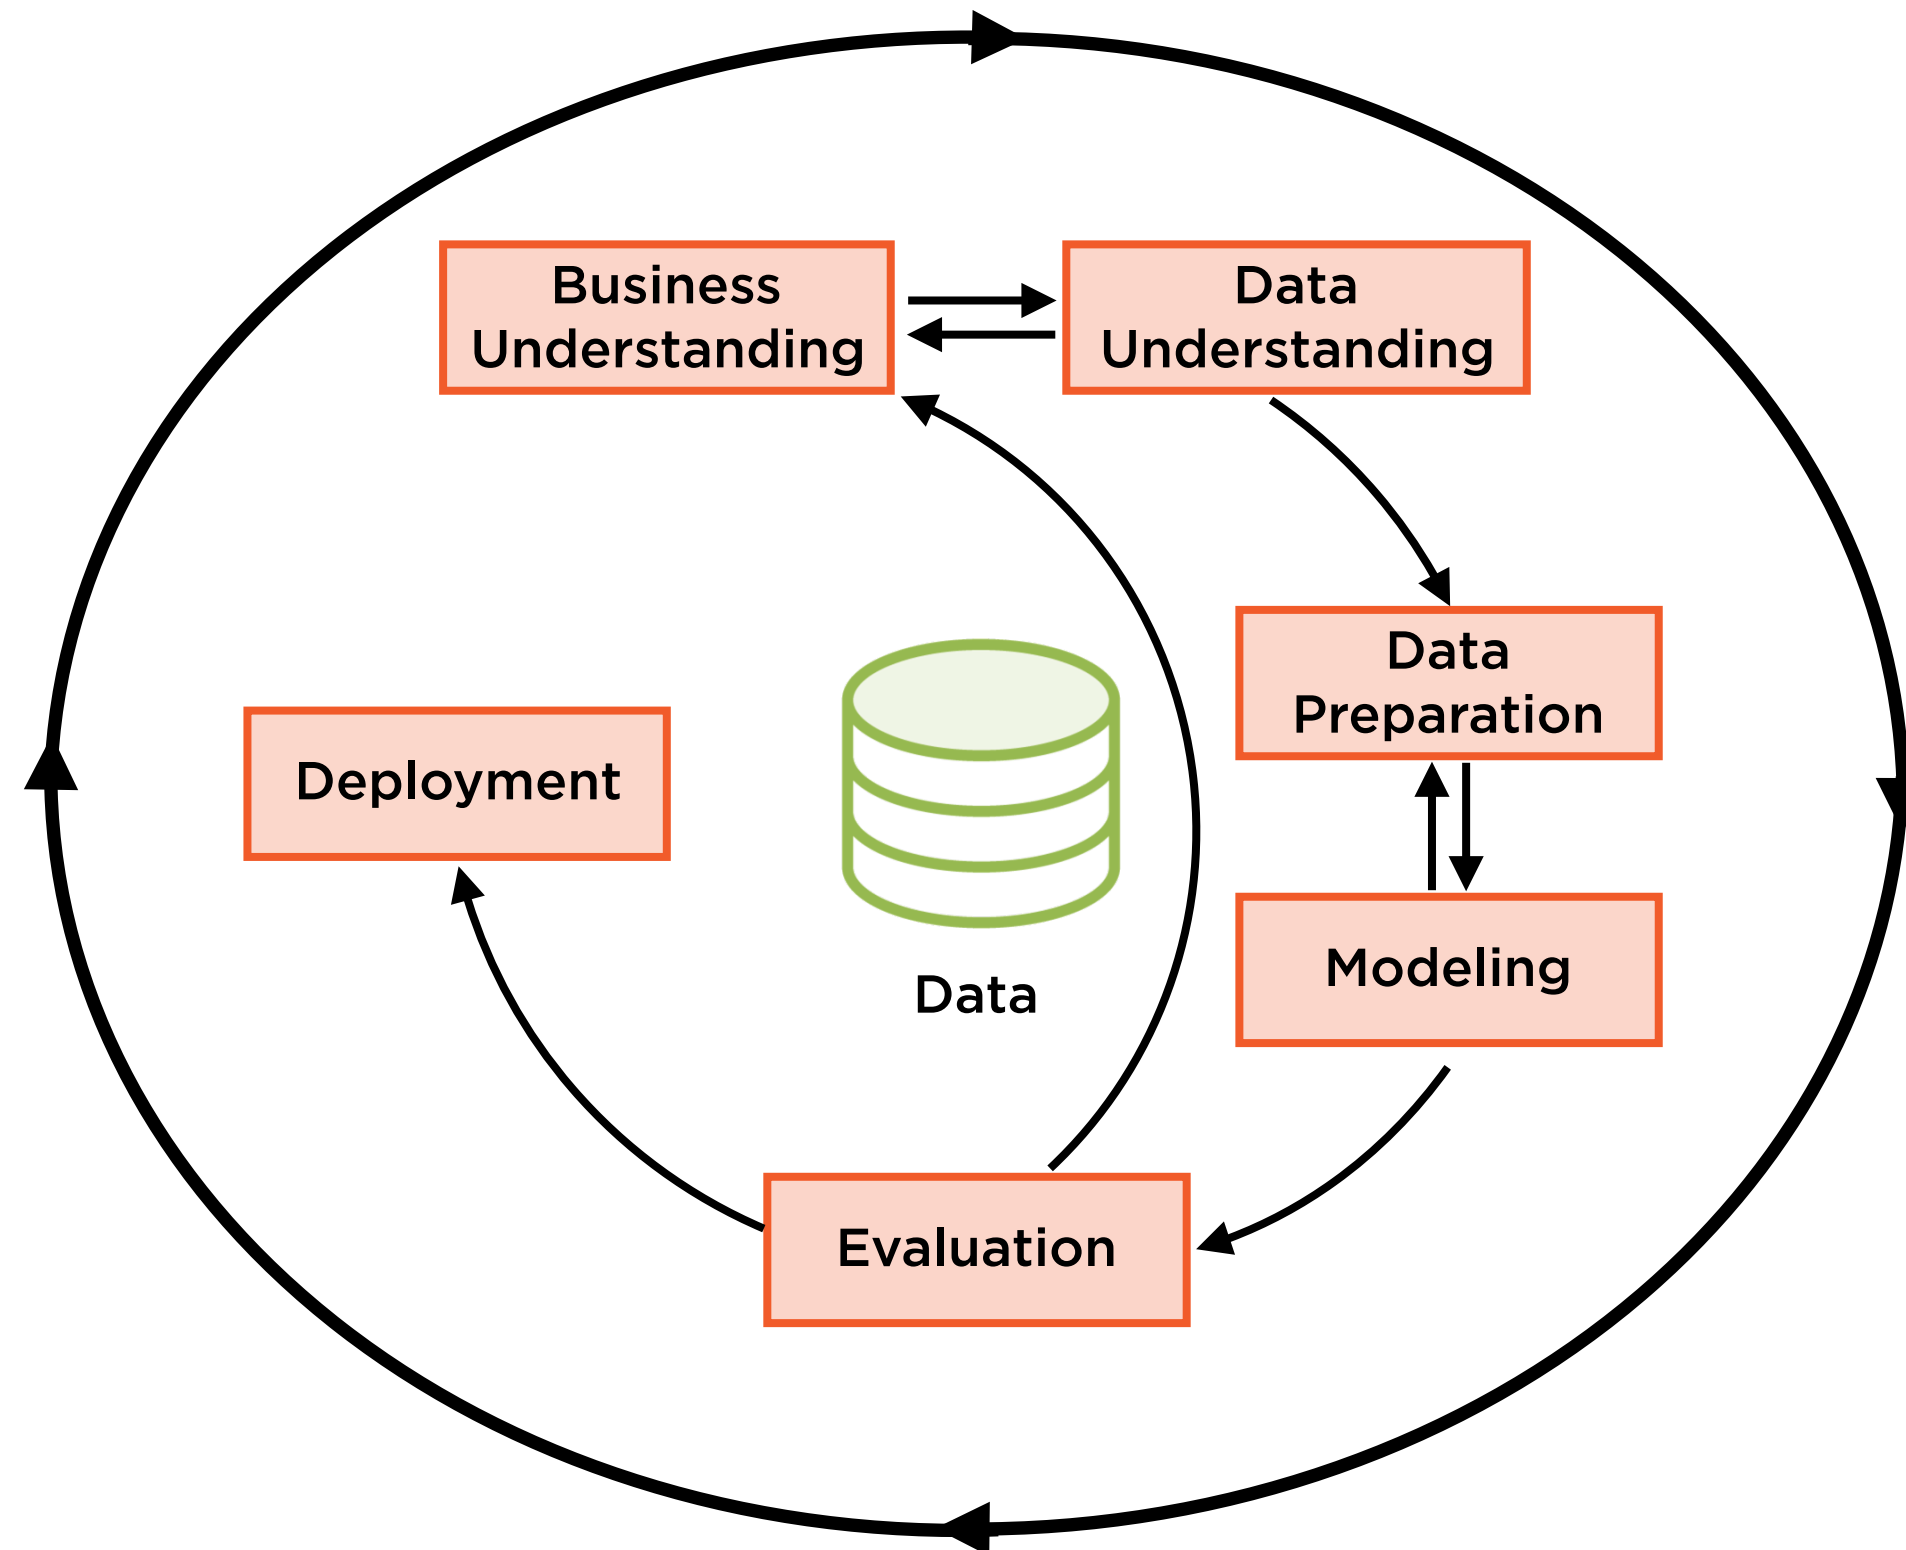 Business
Understanding
Data
Understanding
Data
Preparation
Deployment
Modeling
Data
Evaluation